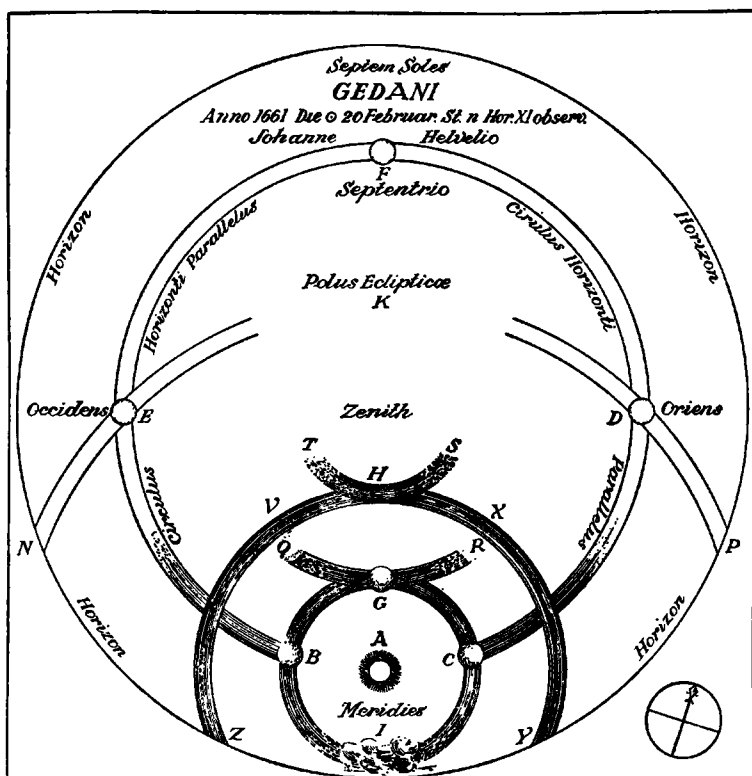 Septem Soles
GEDANI
Anno 1661 Die ⊙ 20 Februar. St. n Hor. XI observ.
Johanne Helvelio
F
Septentrio
Horizon
Horizonti Parallelus
Cirulus Horizonti
Horizon
Polus Eclipticæ
K
Occidens
E
D
Oriens
Zenith
T
S
H
V
X
Circulus
Parallelus
Q
R
N
P
G
A
B
C
Horizon
Horizon
Meridies
I
Z
Y